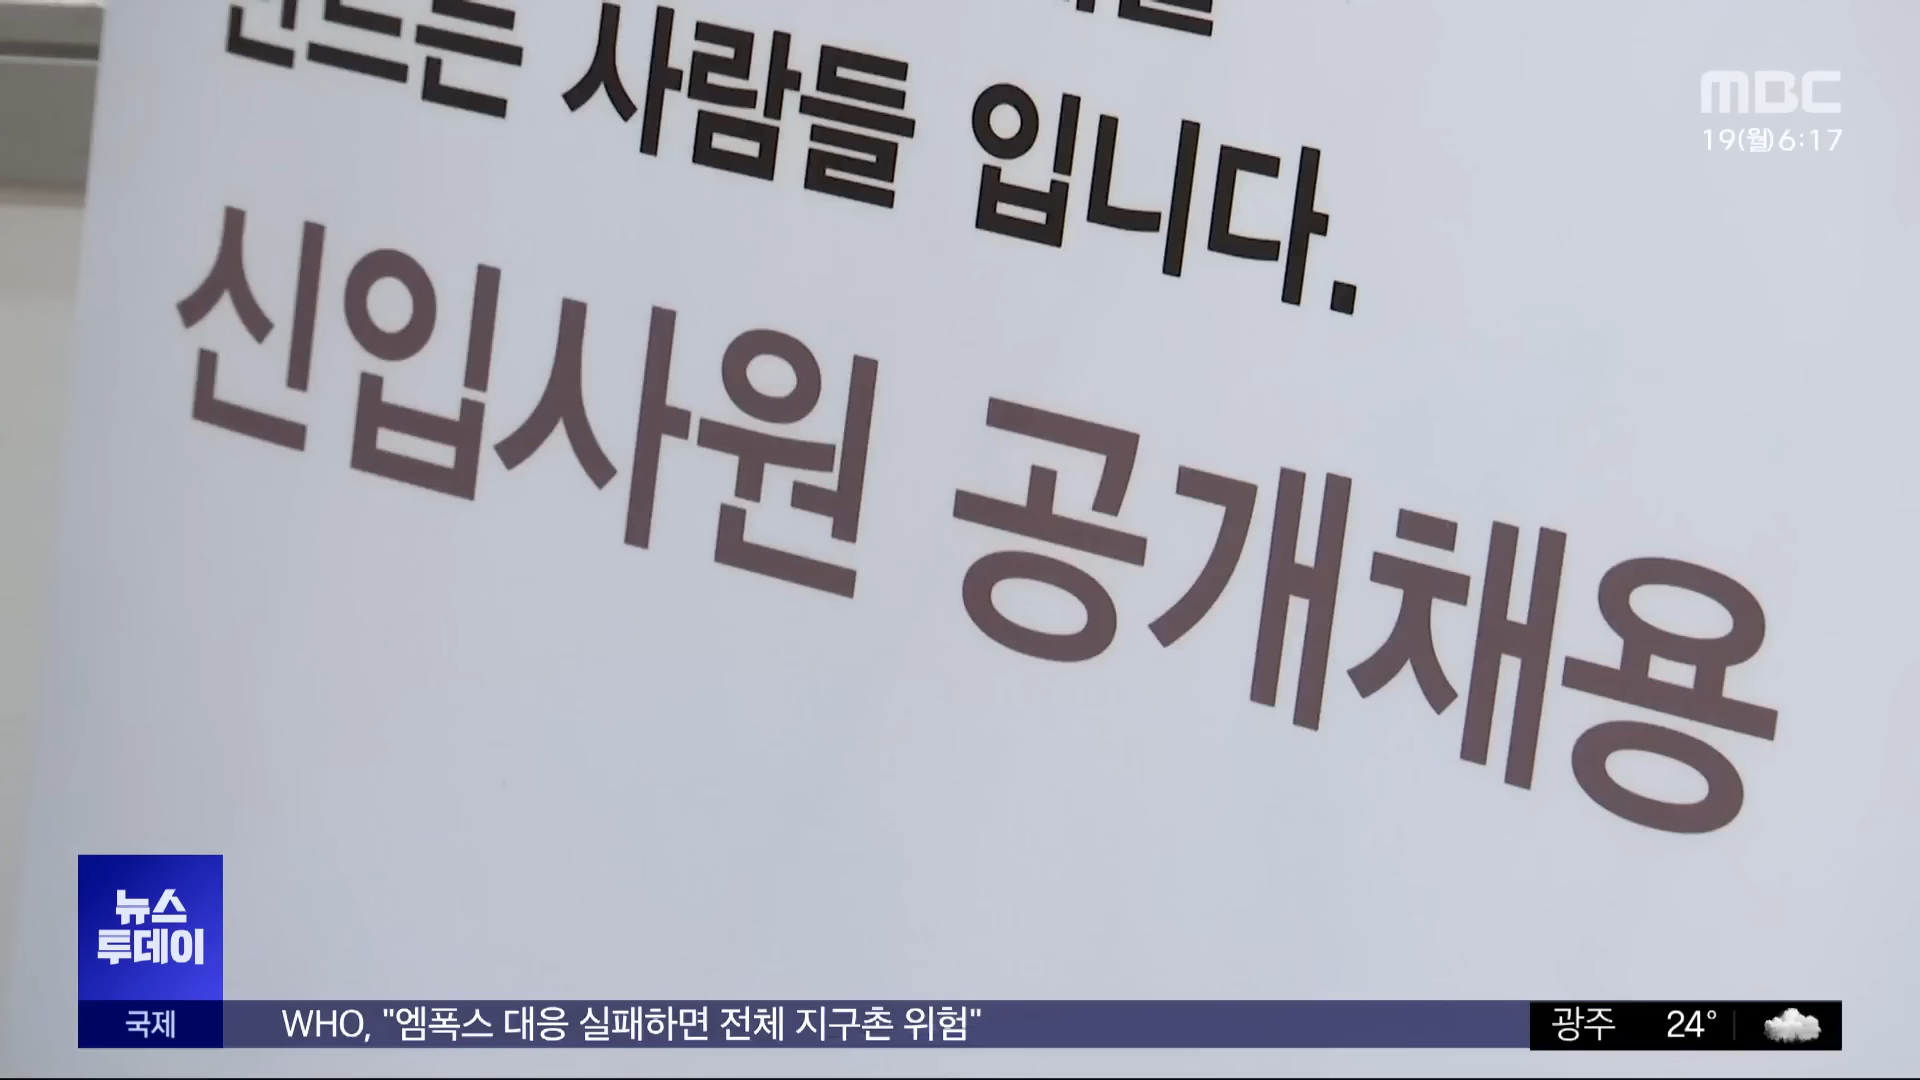 사람들 입니다.
신입사원 공개채용
MBC
19(월) 6:17
뉴스
투데이
국제 WHO, "엠폭스 대응 실패하면 전체 지구촌 위험" 광주 24°